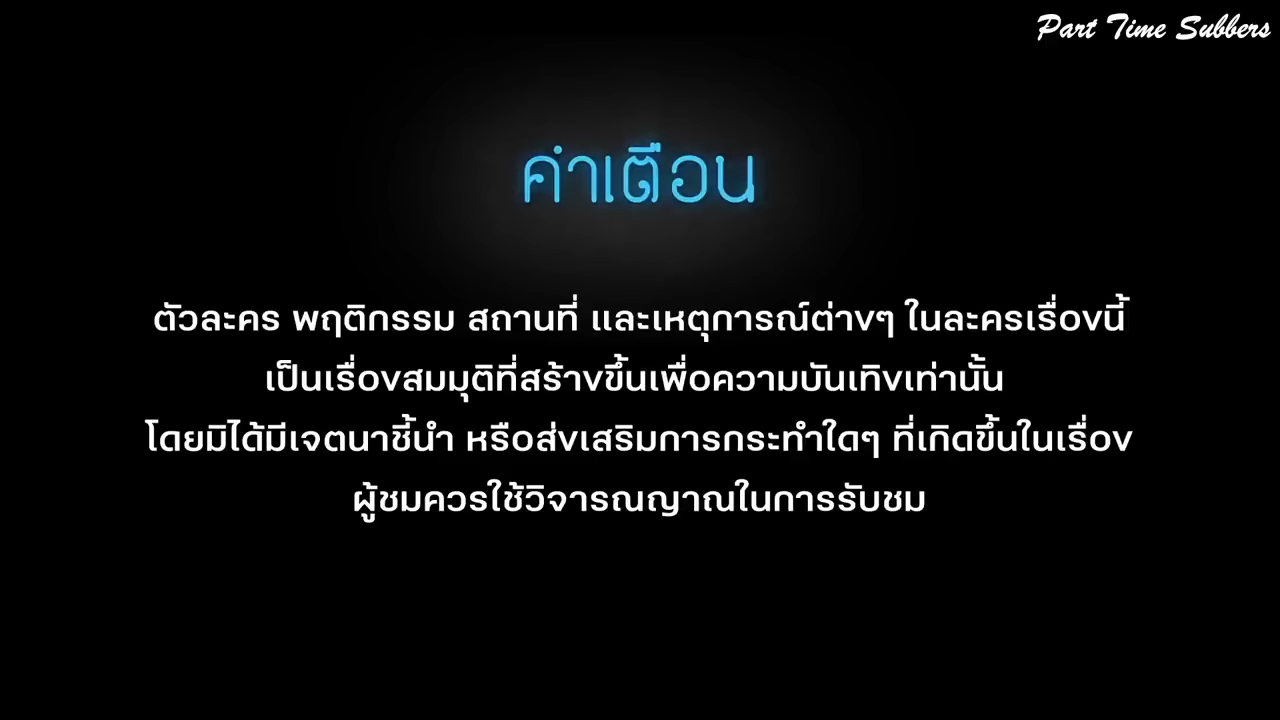 Part Time Subbers
คำเตือน
ตัวละคร พฤติกรรม สถานที่ และเหตุการณ์ต่างๆ ในละครเรื่องนี้
เป็นเรื่องสมมุติที่สร้างขึ้นเพื่อความบันเทิงเท่านั้น
โดยมิได้มีเจตนาชี้นำ หรือส่งเสริมการกระทำใดๆ ที่เกิดขึ้นในเรื่อง
ผู้ชมควรใช้วิจารณญาณในการรับชม